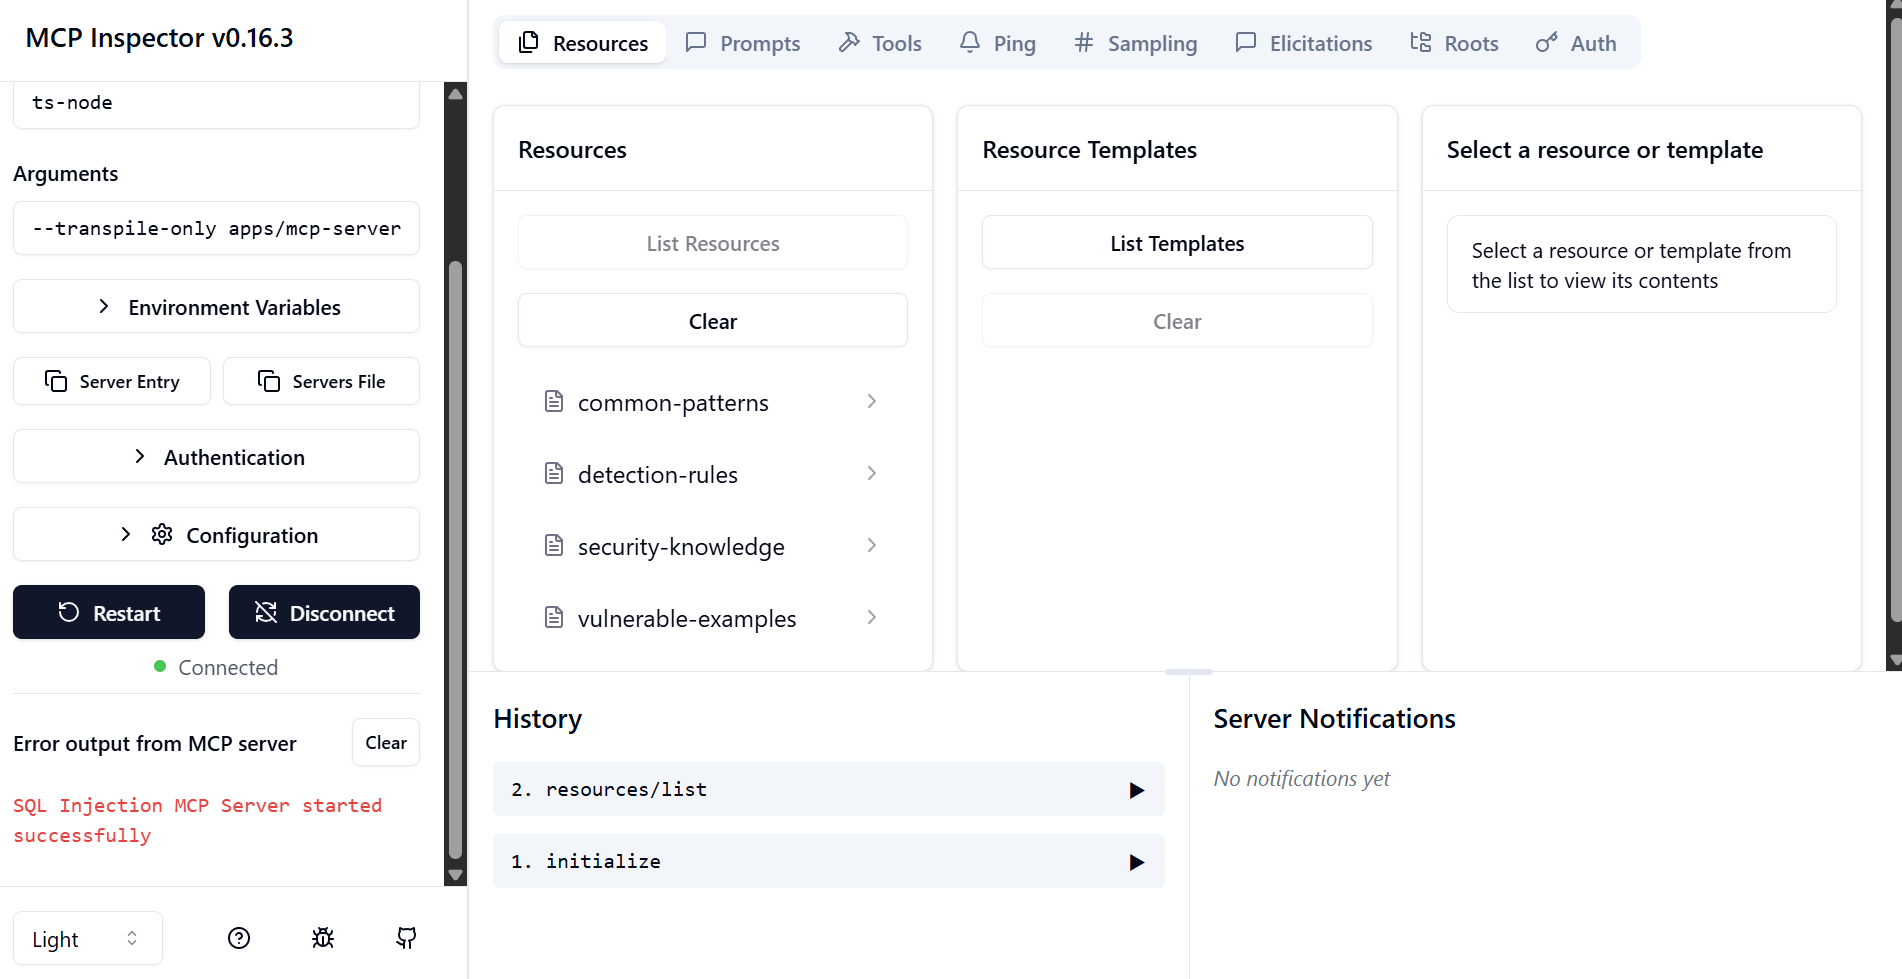 MCP Inspector v0.16.3
ts-node
Arguments
--transpile-only apps/mcp-server
Environment Variables
Server Entry
Servers File
Authentication
Configuration
Restart
Disconnect
Connected
Error output from MCP server
Clear
SQL Injection MCP Server started
successfully
Light
Resources
Prompts
Tools
Ping
Sampling
Elicitations
Roots
Auth
Resources
List Resources
Clear
common-patterns
detection-rules
security-knowledge
vulnerable-examples
Resource Templates
List Templates
Clear
Select a resource or template
Select a resource or template from
the list to view its contents
History
2. resources/list
1. initialize
Server Notifications
No notifications yet